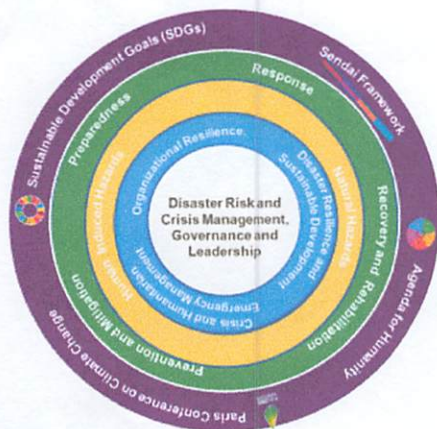 Sustainable Development Goals (SDGs)
Sendai Framework
Agenda for Humanity
Paris Conference on Climate Change
Preparedness
Response
Recovery and Rehabilitation
Prevention and Mitigation
Human Induced Hazards
Natural Hazards
Organizational Resilience,
Disaster Resilience and
Sustainable Development
Crisis and Humanitarian
Emergency Management
Disaster Risk and
Crisis Management,
Governance and
Leadership